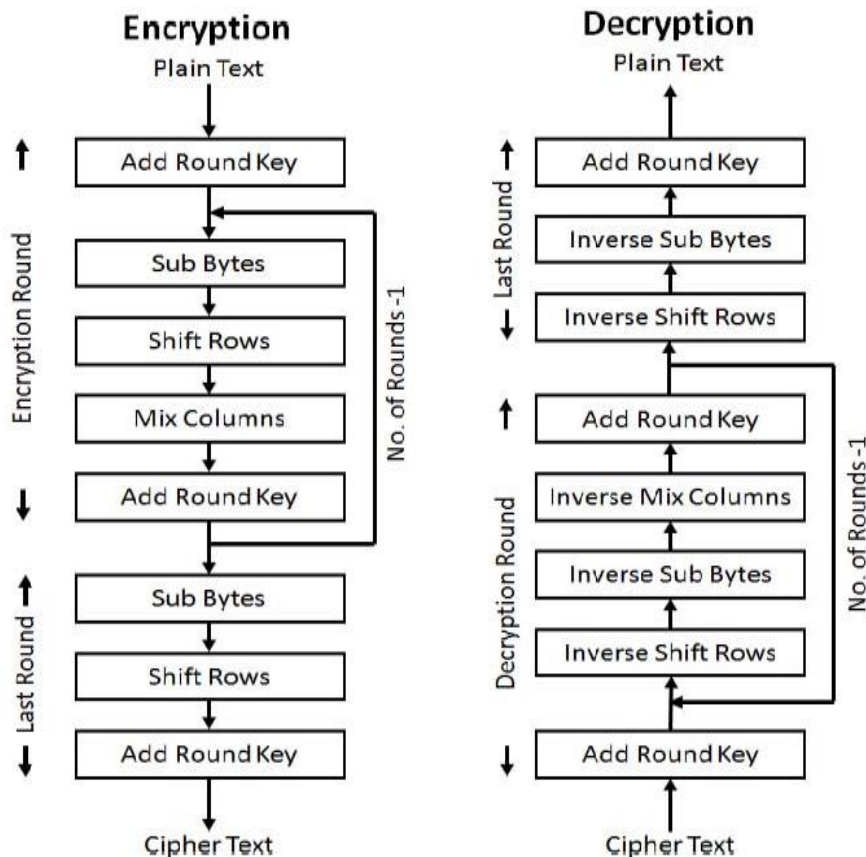 Encryption
Plain Text
Add Round Key
Sub Bytes
Shift Rows
Mix Columns
Add Round Key
Sub Bytes
Shift Rows
Add Round Key
Cipher Text
Encryption Round
Last Round
No. of Rounds -1
Decryption
Plain Text
Add Round Key
Inverse Sub Bytes
Inverse Shift Rows
Add Round Key
Inverse Mix Columns
Inverse Sub Bytes
Inverse Shift Rows
Add Round Key
Cipher Text
Last Round
Decryption Round
No. of Rounds -1